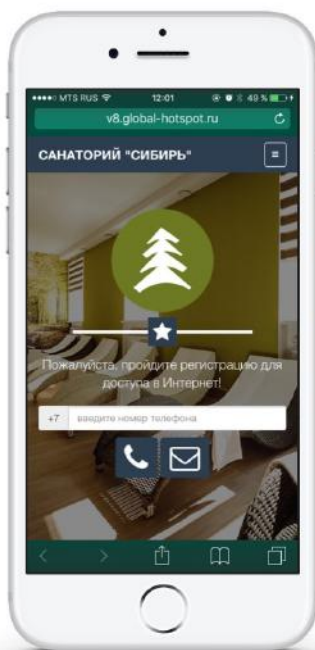 MTS RUS 12:01 49 %
v8.global-hotspot.ru
САНАТОРИЙ "СИБИРЬ"
Пожалуйста, пройдите регистрацию для
доступа в Интернет!
+7 введите номер телефона